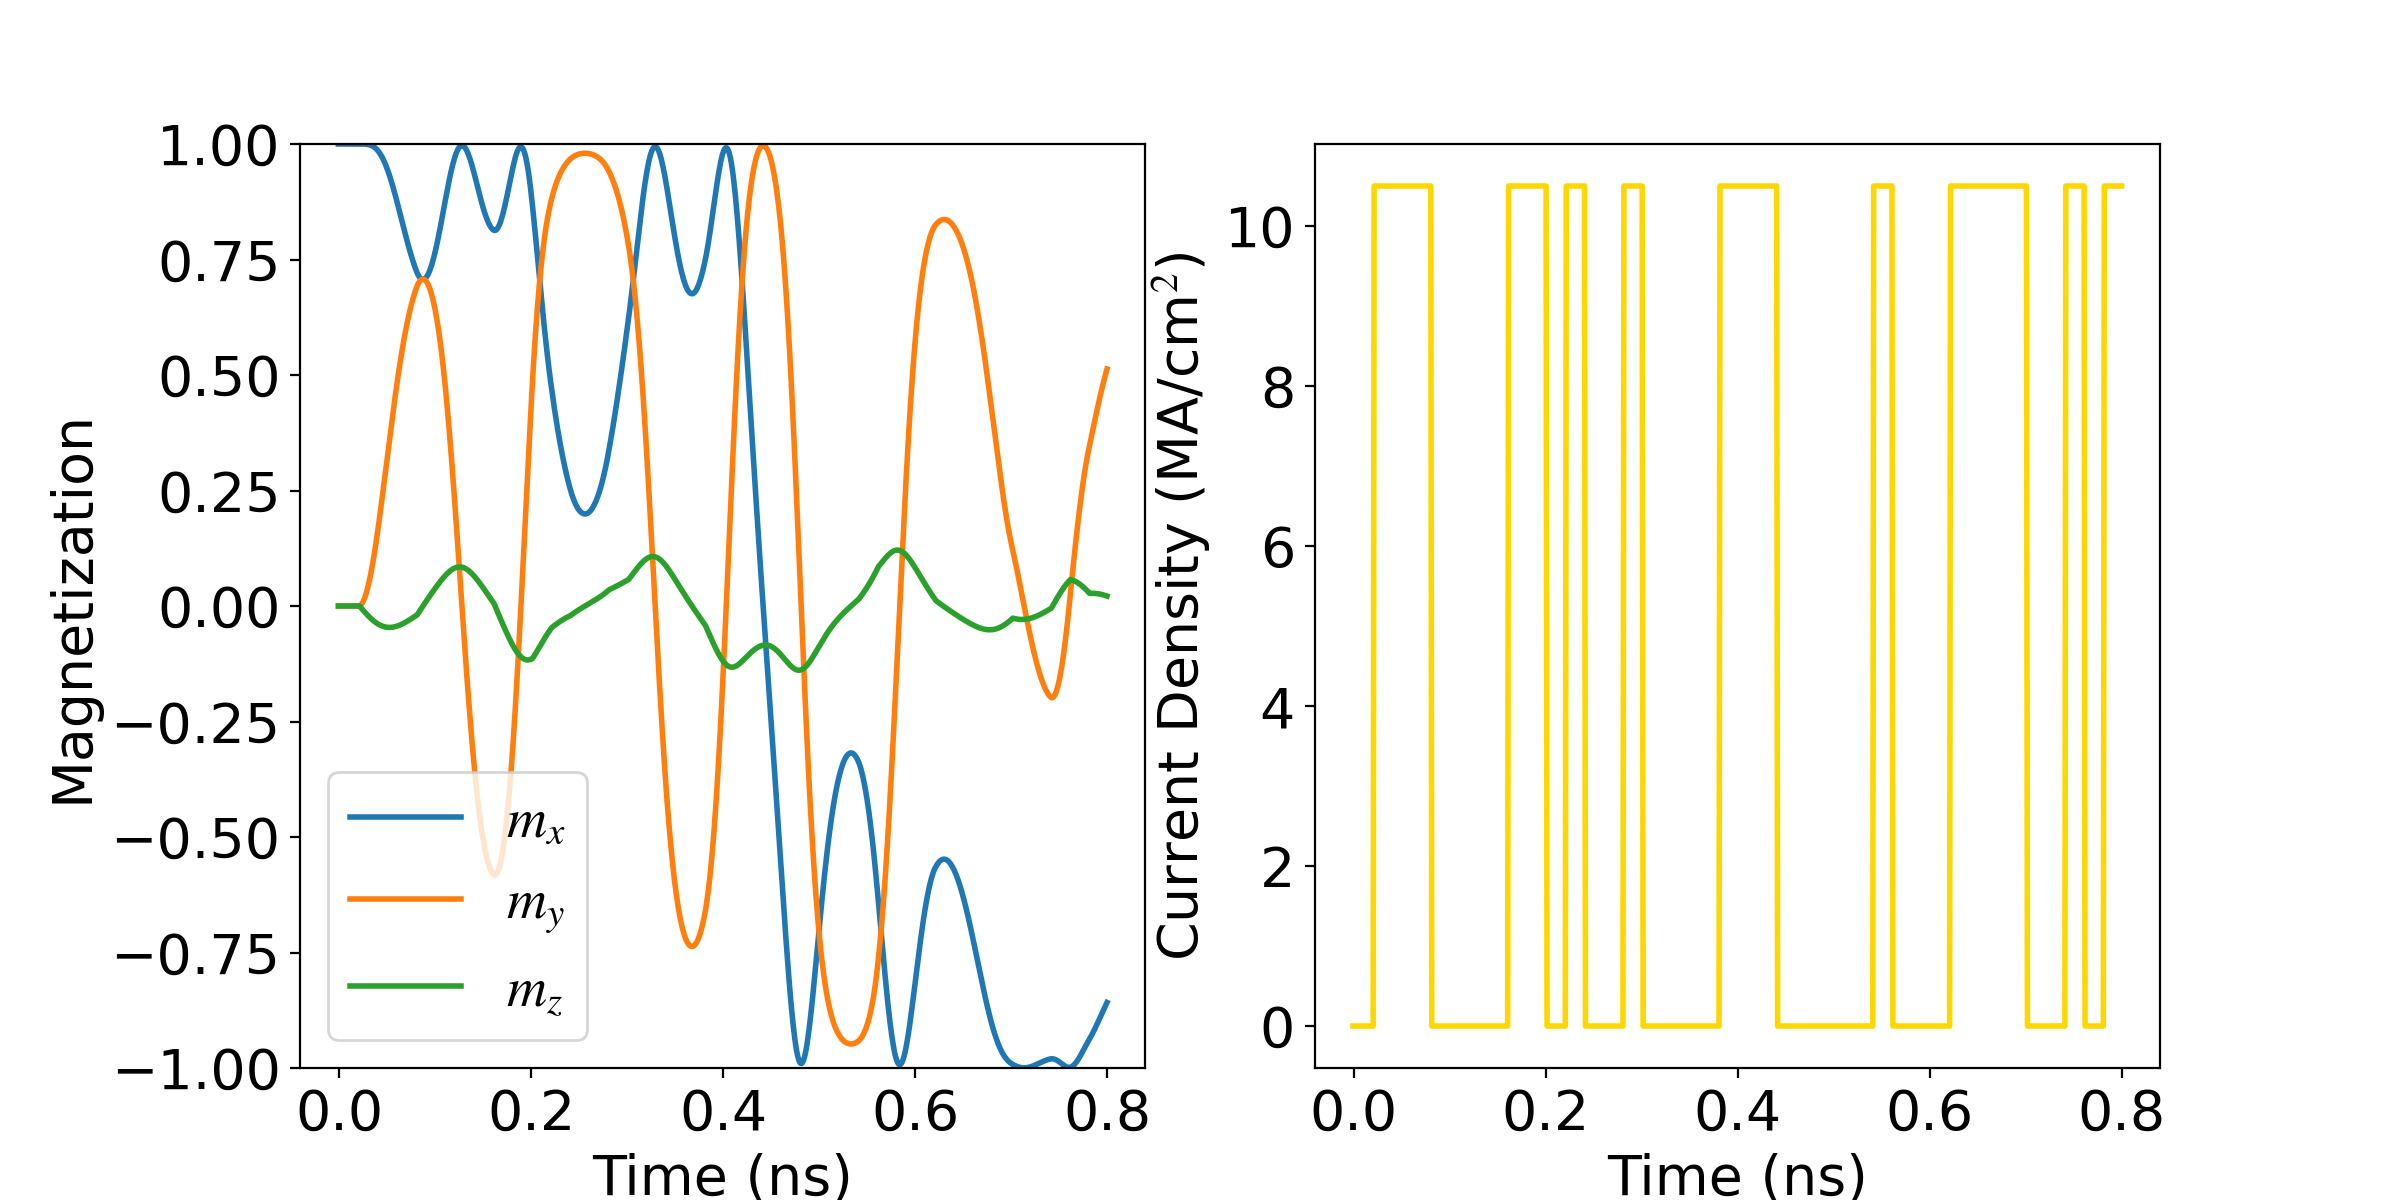 Magnetization
1.00
0.75
0.50
0.25
0.00
−0.25
−0.50
−0.75
−1.00
m_x
m_y
m_z
0.0 0.2 0.4 0.6 0.8
Time (ns)
Current Density (MA/cm²)
10
8
6
4
2
0
0.0 0.2 0.4 0.6 0.8
Time (ns)